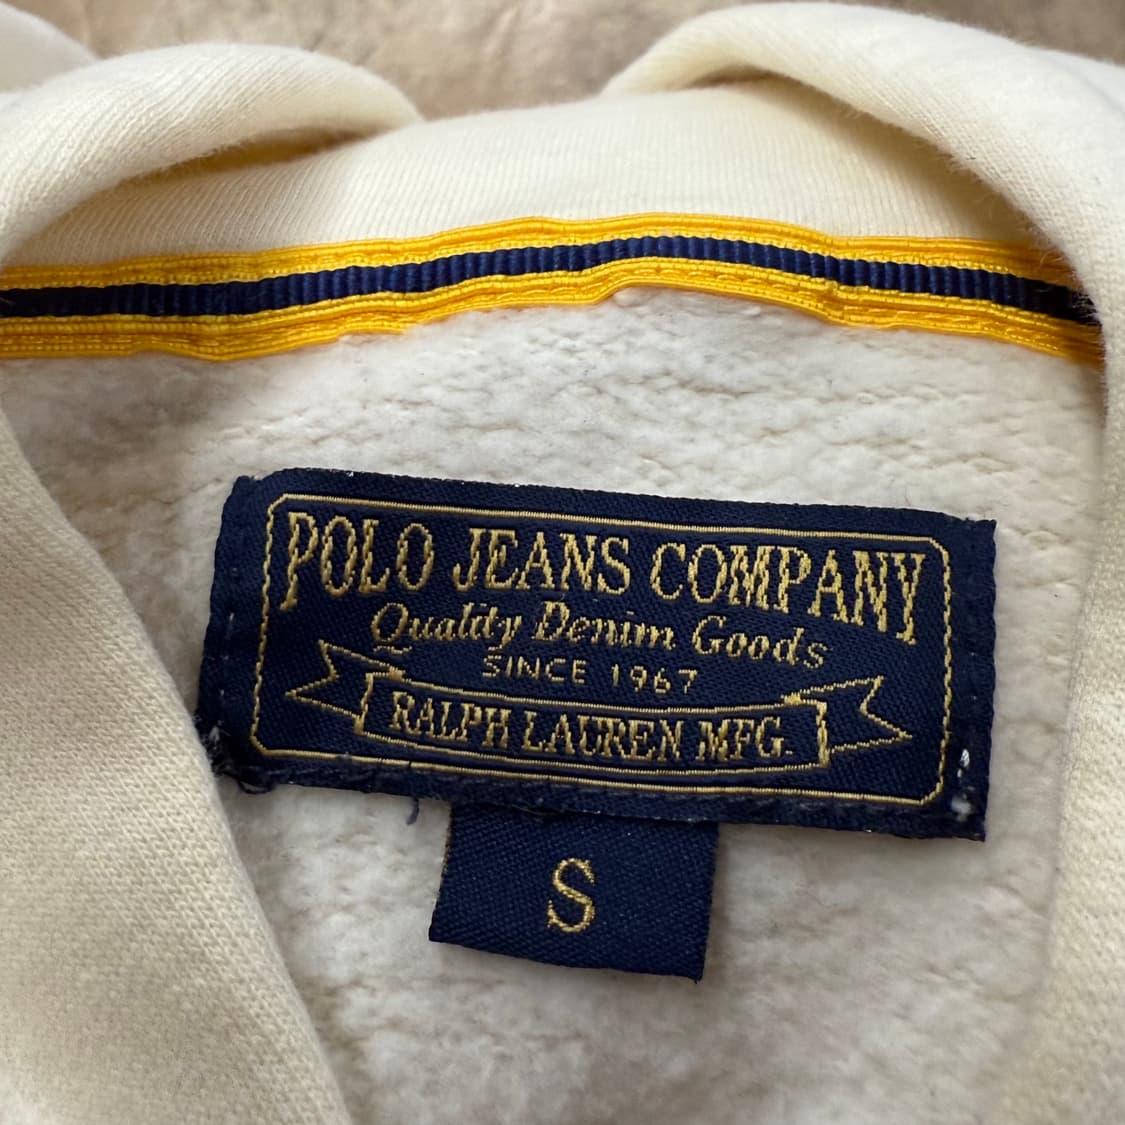 POLO JEANS COMPANY
Quality Denim Goods
SINCE 1967
RALPH LAUREN MFG.
S